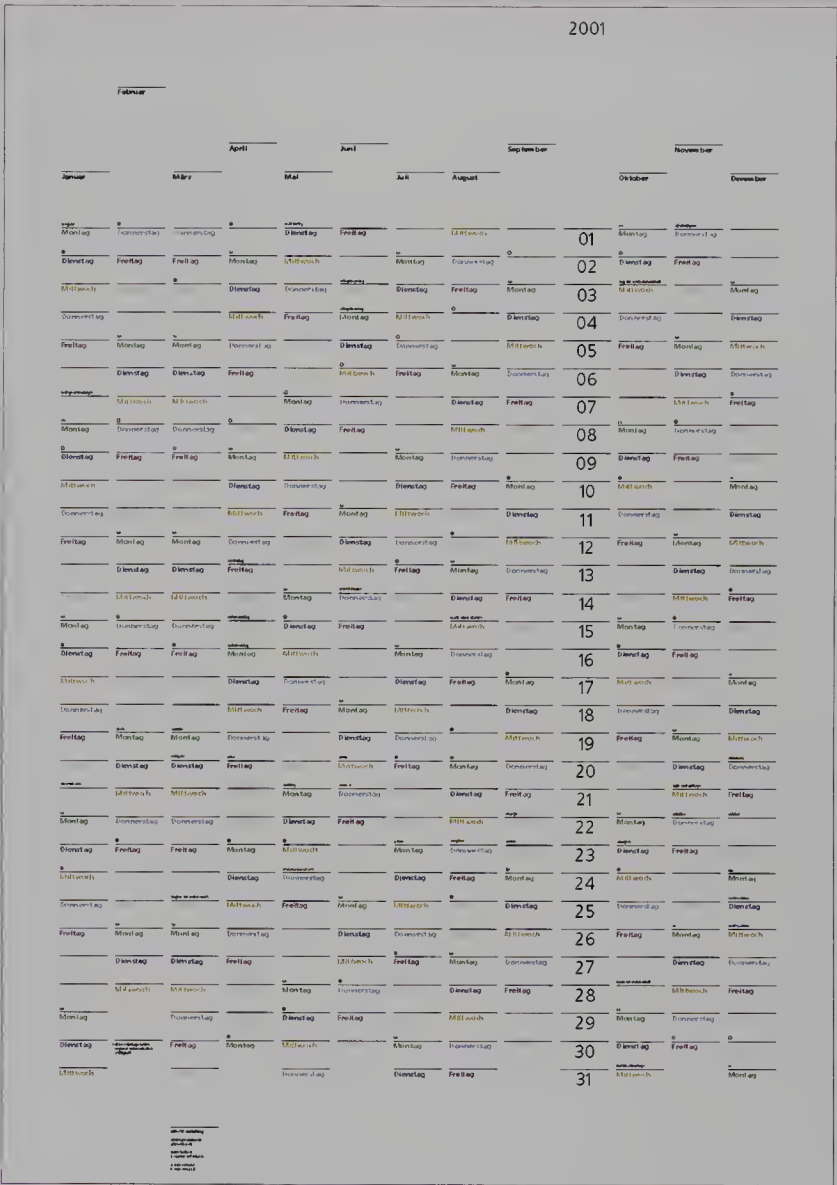 2001
Februar
April Juni September November
Januar März Mai Juli August Oktober Dezember
Montag Donnerstag Donnerstag Dienstag Freitag Mittwoch 01 Montag Donnerstag
Dienstag Freitag Freitag Montag Mittwoch Montag Donnerstag 02 Dienstag Freitag
Mittwoch Dienstag Donnerstag Dienstag Freitag Montag 03 Mittwoch Montag
Donnerstag Mittwoch Freitag Montag Mittwoch Dienstag 04 Donnerstag Dienstag
Freitag Montag Montag Donnerstag Dienstag Donnerstag Mittwoch 05 Freitag Montag Mittwoch
Dienstag Dienstag Freitag Mittwoch Freitag Montag Donnerstag 06 Dienstag Donnerstag
Mittwoch Mittwoch Montag Donnerstag Dienstag Freitag 07 Mittwoch Freitag
Montag Donnerstag Donnerstag Dienstag Freitag Mittwoch 08 Montag Donnerstag
Dienstag Freitag Freitag Montag Mittwoch Montag Donnerstag 09 Dienstag Freitag
Mittwoch Dienstag Donnerstag Dienstag Freitag Montag 10 Mittwoch Montag
Donnerstag Mittwoch Freitag Montag Mittwoch Dienstag 11 Donnerstag Dienstag
Freitag Montag Montag Donnerstag Dienstag Donnerstag Mittwoch 12 Freitag Montag Mittwoch
Dienstag Dienstag Freitag Mittwoch Freitag Montag Donnerstag 13 Dienstag Donnerstag
Mittwoch Mittwoch Montag Donnerstag Dienstag Freitag 14 Mittwoch Freitag
Montag Donnerstag Donnerstag Dienstag Freitag Mittwoch 15 Montag Donnerstag
Dienstag Freitag Freitag Montag Mittwoch Montag Donnerstag 16 Dienstag Freitag
Mittwoch Dienstag Donnerstag Dienstag Freitag Montag 17 Mittwoch Montag
Donnerstag Mittwoch Freitag Montag Mittwoch Dienstag 18 Donnerstag Dienstag
Freitag Montag Montag Donnerstag Dienstag Donnerstag Mittwoch 19 Freitag Montag Mittwoch
Dienstag Dienstag Freitag Mittwoch Freitag Montag Donnerstag 20 Dienstag Donnerstag
Mittwoch Mittwoch Montag Donnerstag Dienstag Freitag 21 Mittwoch Freitag
Montag Donnerstag Donnerstag Dienstag Freitag Mittwoch 22 Montag Donnerstag
Dienstag Freitag Freitag Montag Mittwoch Montag Donnerstag 23 Dienstag Freitag
Mittwoch Dienstag Donnerstag Dienstag Freitag Montag 24 Mittwoch Montag
Donnerstag Mittwoch Freitag Montag Mittwoch Dienstag 25 Donnerstag Dienstag
Freitag Montag Montag Donnerstag Dienstag Donnerstag Mittwoch 26 Freitag Montag Mittwoch
Dienstag Dienstag Freitag Mittwoch Freitag Montag Donnerstag 27 Dienstag Donnerstag
Mittwoch Mittwoch Montag Donnerstag Dienstag Freitag 28 Mittwoch Freitag
Montag Donnerstag Dienstag Freitag Mittwoch 29 Montag Donnerstag
Dienstag Freitag Montag Mittwoch Montag Donnerstag 30 Dienstag Freitag
Mittwoch Donnerstag Dienstag Freitag 31 Mittwoch Montag